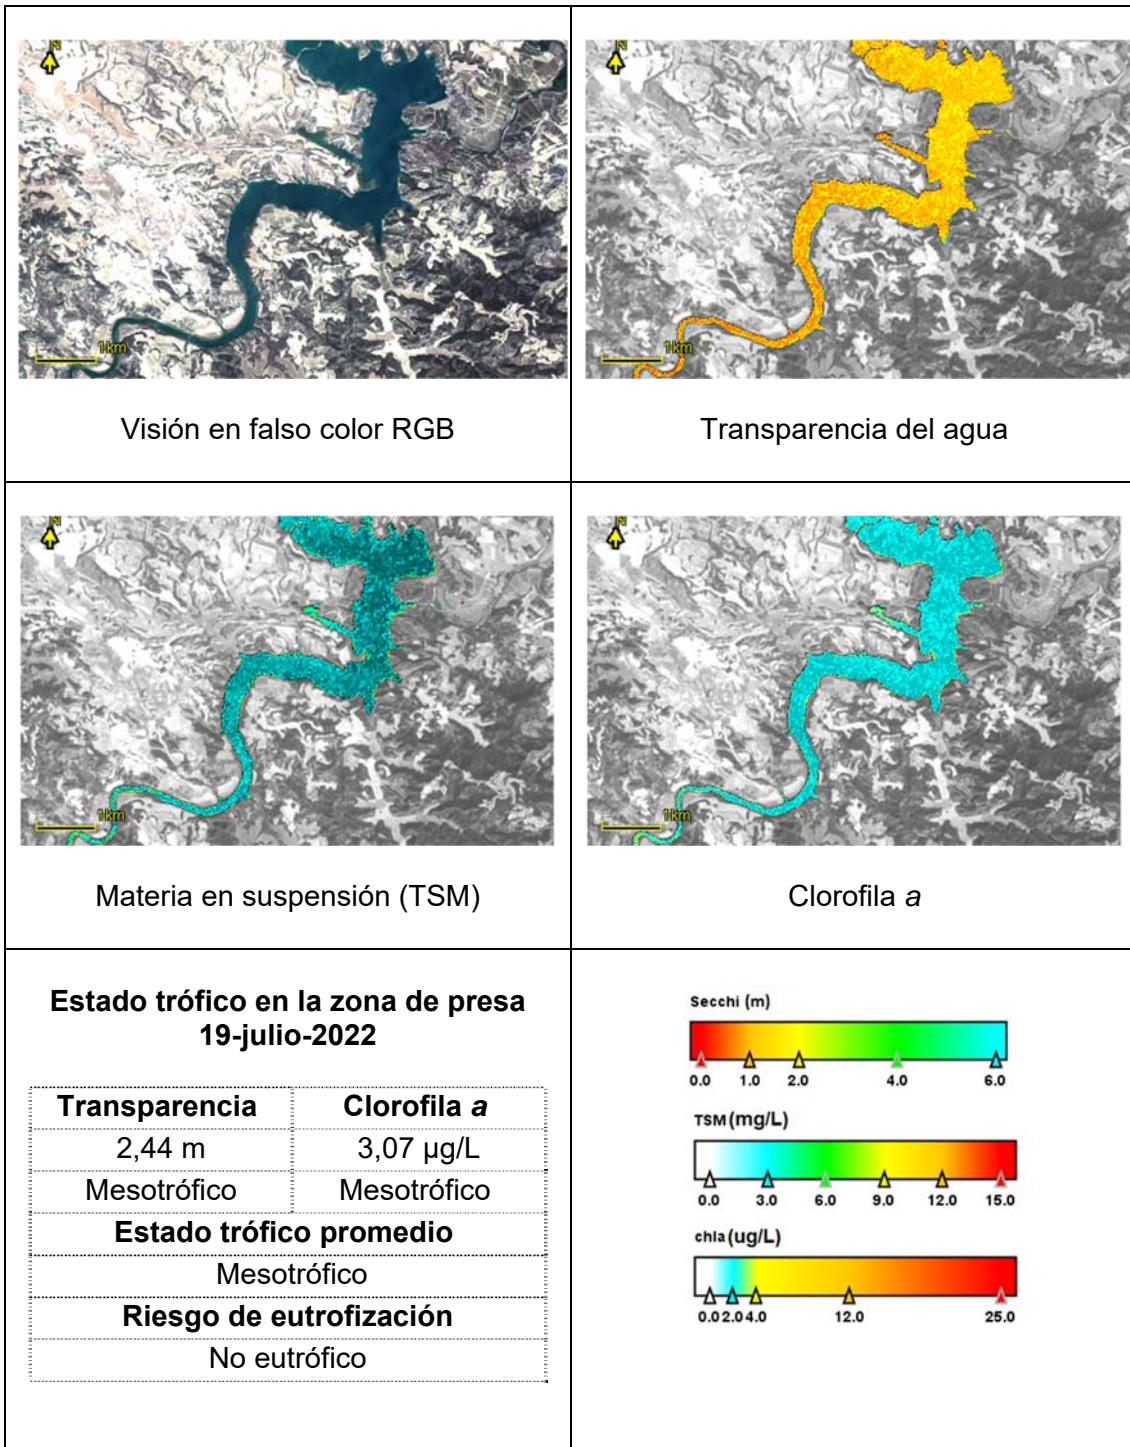 N
1km
Visión en falso color RGB
N
1km
Transparencia del agua
N
1km
Materia en suspensión (TSM)
N
1km
Clorofila a
Estado trófico en la zona de presa
19-julio-2022
Transparencia Clorofila a
2,44 m 3,07 µg/L
Mesotrófico Mesotrófico
Estado trófico promedio
Mesotrófico
Riesgo de eutrofización
No eutrófico
Secchi (m)
0.0 1.0 2.0 4.0 6.0
TSM (mg/L)
0.0 3.0 6.0 9.0 12.0 15.0
chla (ug/L)
0.0 2.0 4.0 12.0 25.0